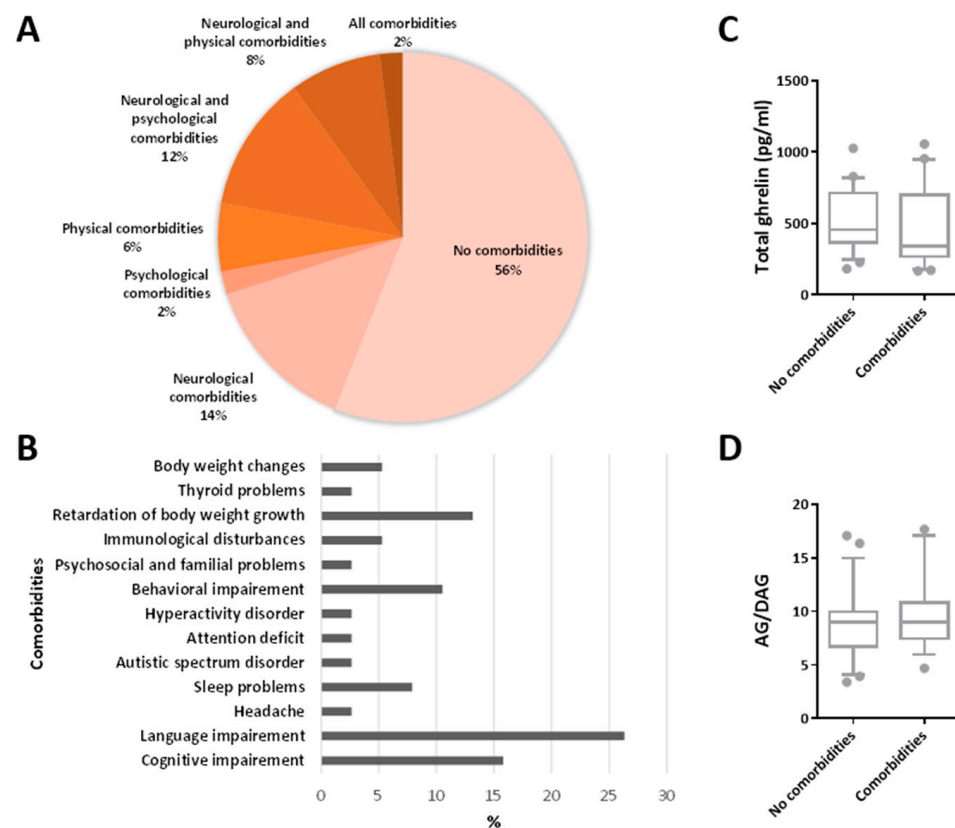 A
Neurological and
physical comorbidities
8%
All comorbidities
2%
Neurological and
psychological
comorbidities
12%
Physical comorbidities
6%
Psychological
comorbidities
2%
Neurological
comorbidities
14%
No comorbidities
56%
B
Comorbidities
Body weight changes
Thyroid problems
Retardation of body weight growth
Immunological disturbances
Psychosocial and familial problems
Behavioral impairment
Hyperactivity disorder
Attention deficit
Autistic spectrum disorder
Sleep problems
Headache
Language impairment
Cognitive impairment
0 5 10 15 20 25 30
%
C
Total ghrelin (pg/ml)
1500
1000
500
0
No comorbidities
Comorbidities
D
AG/DAG
20
15
10
5
0
No comorbidities
Comorbidities